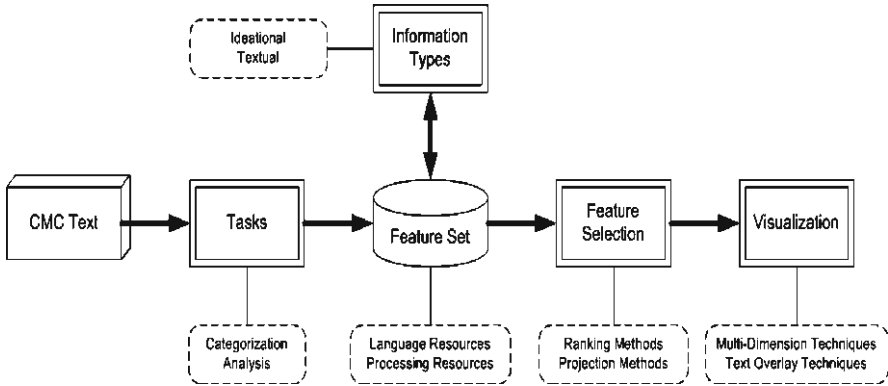 Ideational
Textual
Information
Types
CMC Text
Tasks
Feature Set
Feature
Selection
Visualization
Categorization
Analysis
Language Resources
Processing Resources
Ranking Methods
Projection Methods
Multi-Dimension Techniques
Text Overlay Techniques